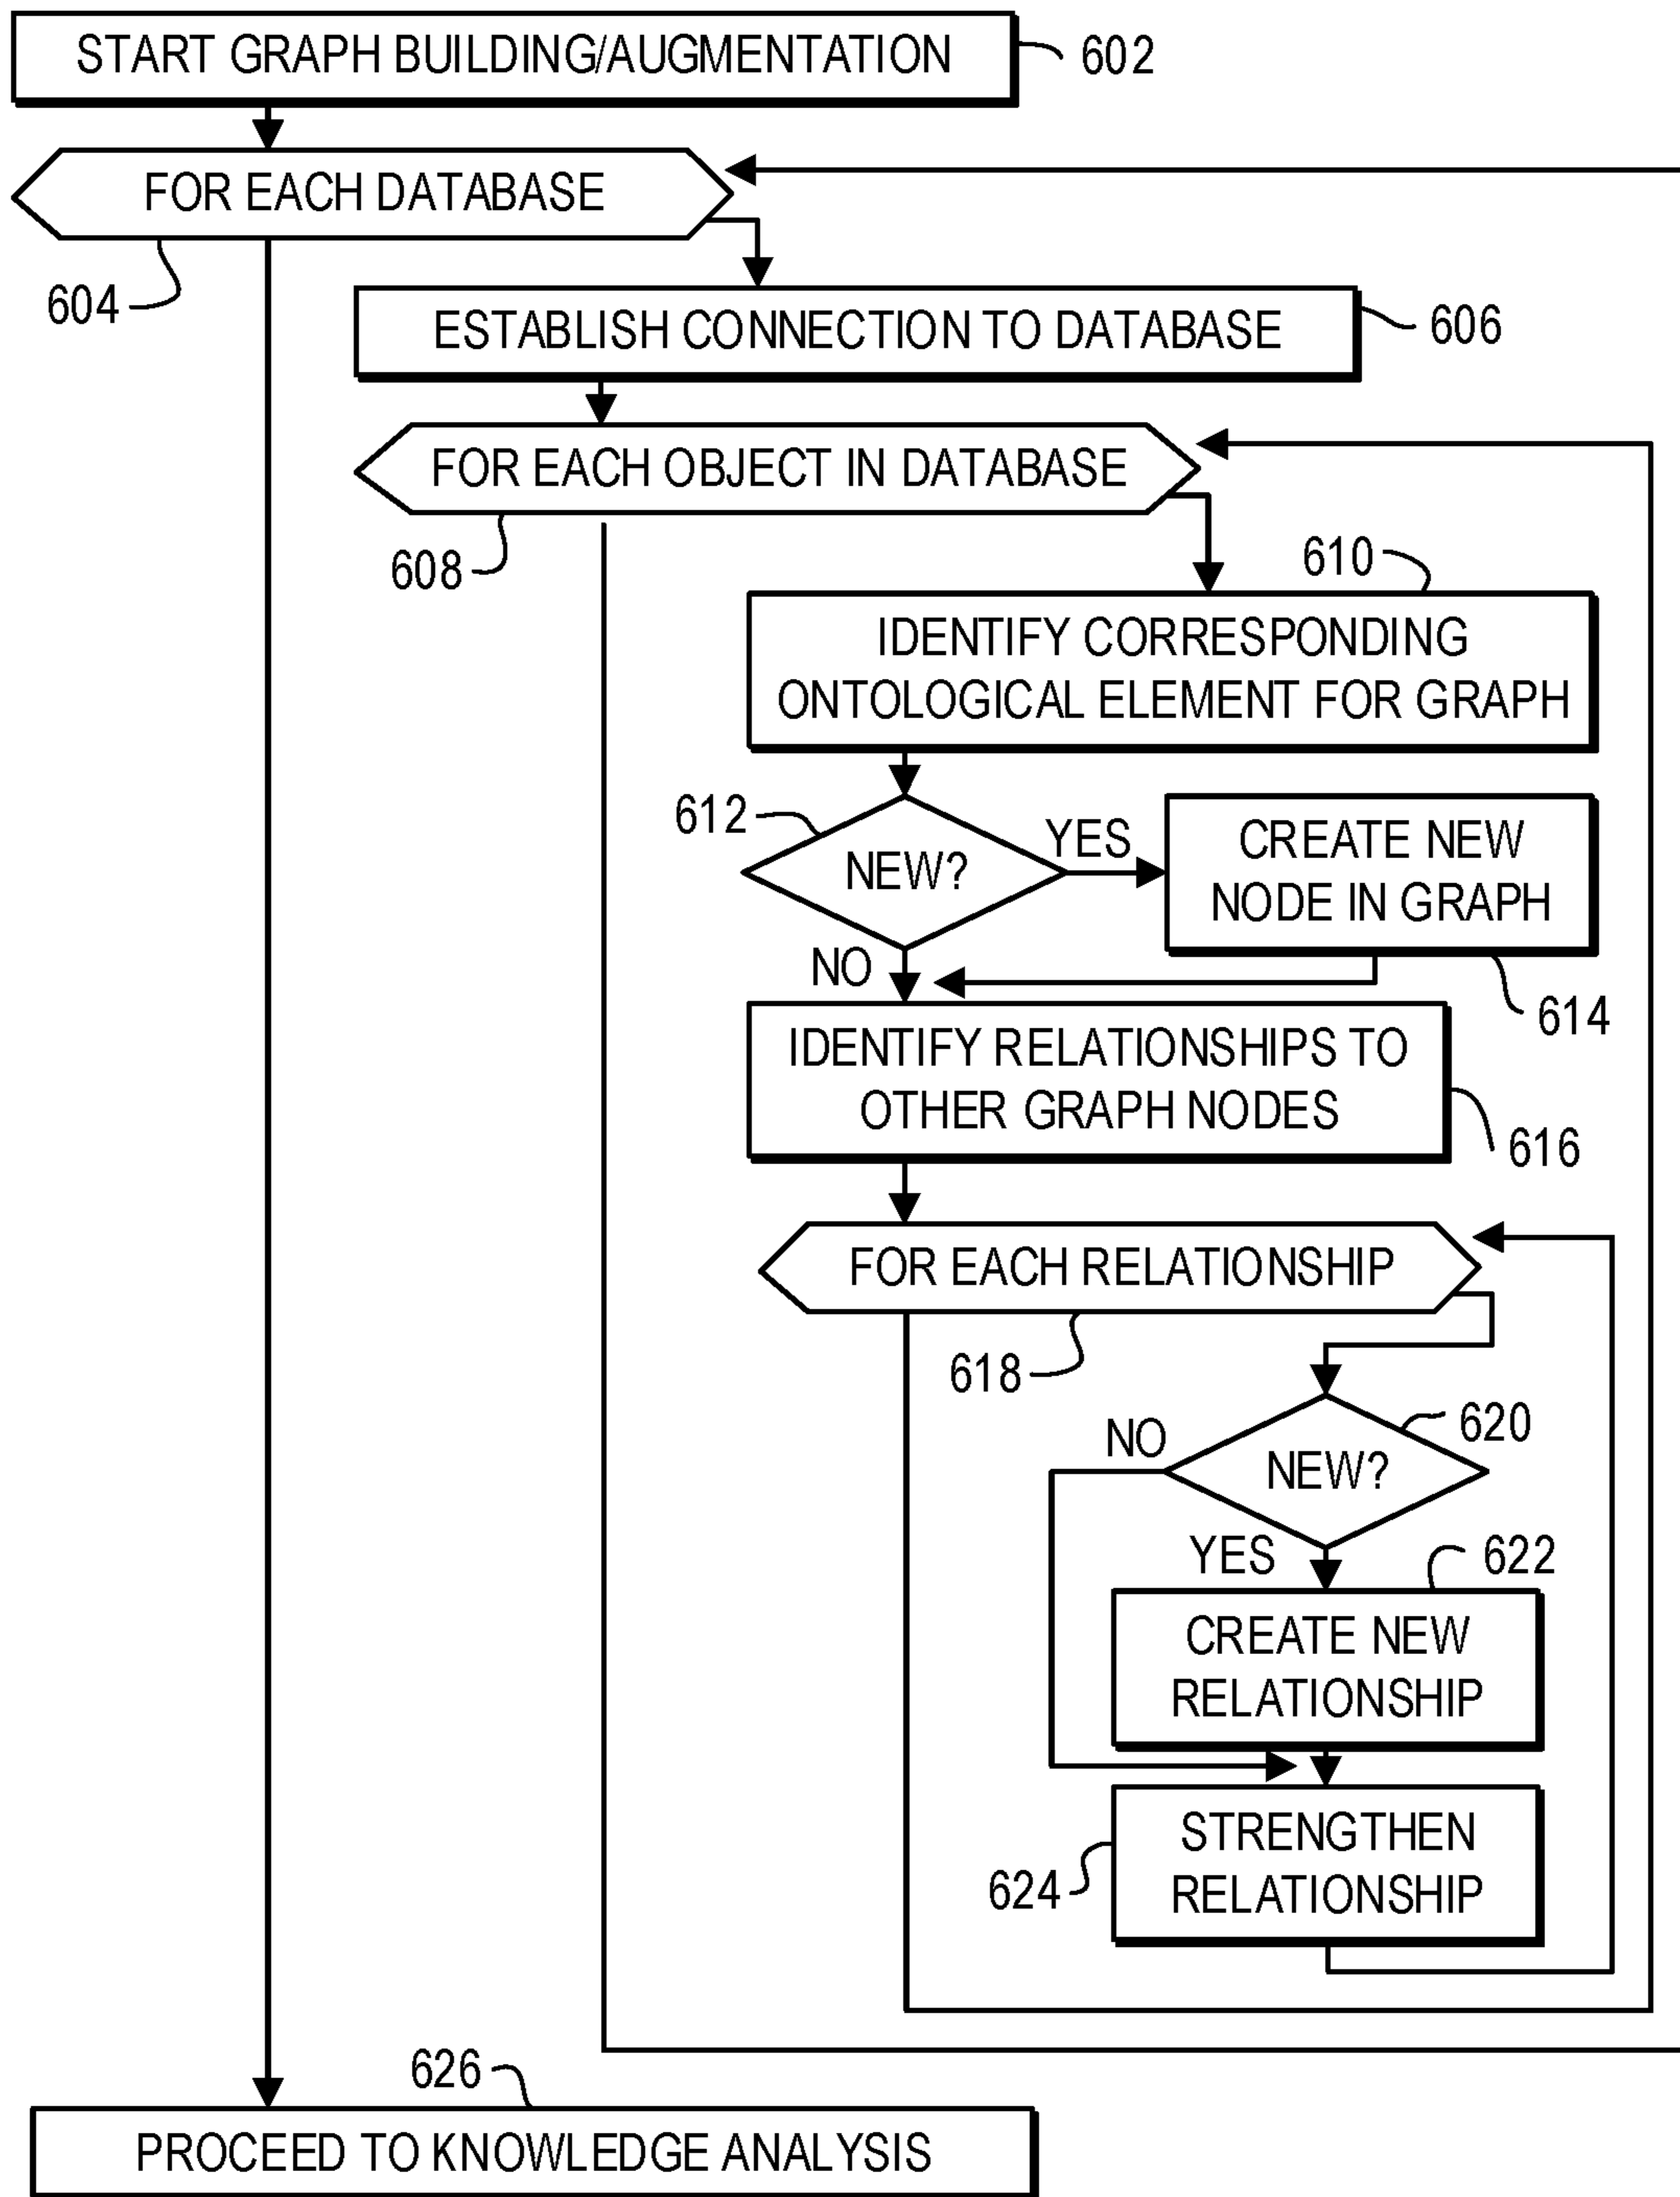 START GRAPH BUILDING/AUGMENTATION
602
FOR EACH DATABASE
604
ESTABLISH CONNECTION TO DATABASE
606
FOR EACH OBJECT IN DATABASE
608
610
IDENTIFY CORRESPONDING
ONTOLOGICAL ELEMENT FOR GRAPH
612
NEW?
YES
CREATE NEW
NODE IN GRAPH
NO
614
IDENTIFY RELATIONSHIPS TO
OTHER GRAPH NODES
616
FOR EACH RELATIONSHIP
618
620
NO
NEW?
YES
622
CREATE NEW
RELATIONSHIP
STRENGTHEN
RELATIONSHIP
624
626
PROCEED TO KNOWLEDGE ANALYSIS